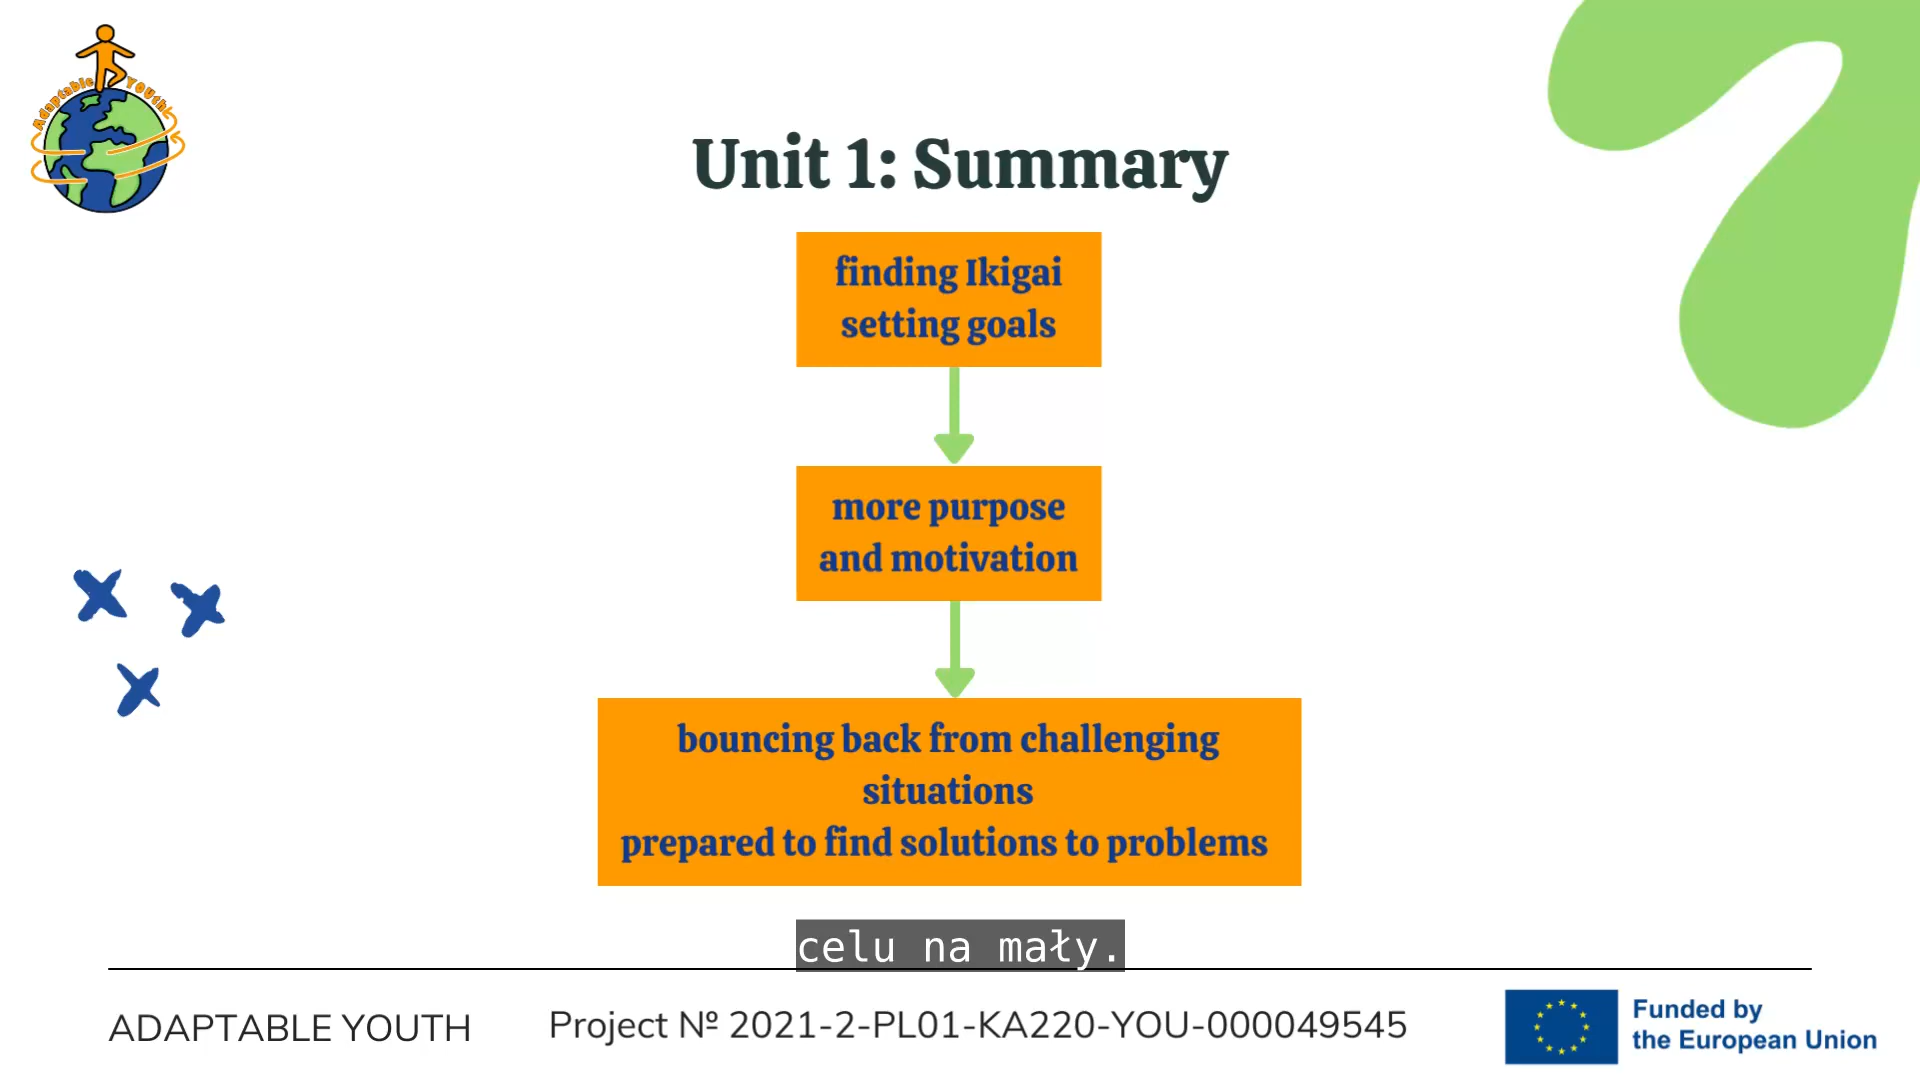 Adaptable Youth
Unit 1: Summary
finding Ikigai
setting goals
more purpose
and motivation
bouncing back from challenging
situations
prepared to find solutions to problems
celu na mały.
ADAPTABLE YOUTH
Project № 2021-2-PL01-KA220-YOU-000049545
Funded by
the European Union